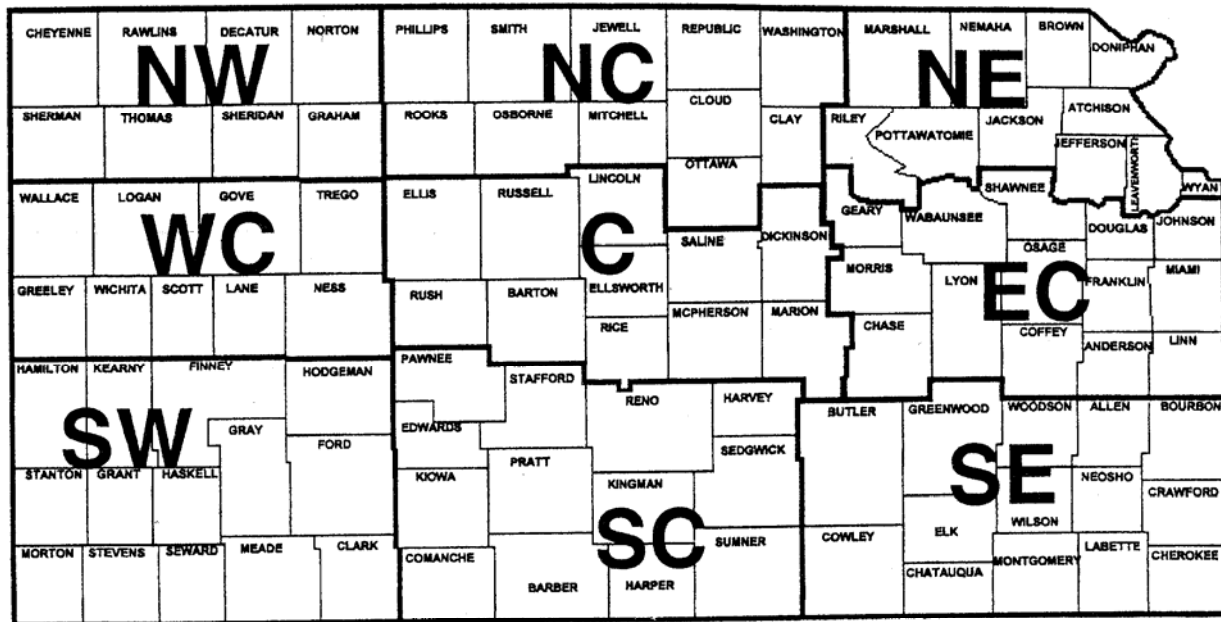 CHEYENNE RAWLINS DECATUR NORTON PHILLIPS SMITH JEWELL REPUBLIC WASHINGTON MARSHALL NEMAHA BROWN DONIPHAN
NW NC NE
SHERMAN THOMAS SHERIDAN GRAHAM ROOKS OSBORNE MITCHELL CLOUD CLAY RILEY POTTAWATOMIE JACKSON ATCHISON
OTTAWA JEFFERSON LEAVENWORTH WYAN
WALLACE LOGAN GOVE TREGO ELLIS RUSSELL LINCOLN SALINE DICKINSON GEARY WABAUNSEE SHAWNEE DOUGLAS JOHNSON
WC C EC
OSAGE
GREELEY WICHITA SCOTT LANE NESS RUSH BARTON ELLSWORTH MORRIS LYON FRANKLIN MIAMI
RICE MCPHERSON MARION CHASE COFFEY ANDERSON LINN
HAMILTON KEARNY FINNEY HODGEMAN PAWNEE STAFFORD RENO HARVEY BUTLER GREENWOOD WOODSON ALLEN BOURBON
SW SC SE
GRAY FORD EDWARDS SEDGWICK
STANTON GRANT HASKELL KIOWA PRATT KINGMAN WILSON NEOSHO CRAWFORD
ELK
MORTON STEVENS SEWARD MEADE CLARK COMANCHE BARBER HARPER SUMNER COWLEY CHATAUQUA MONTGOMERY LABETTE CHEROKEE